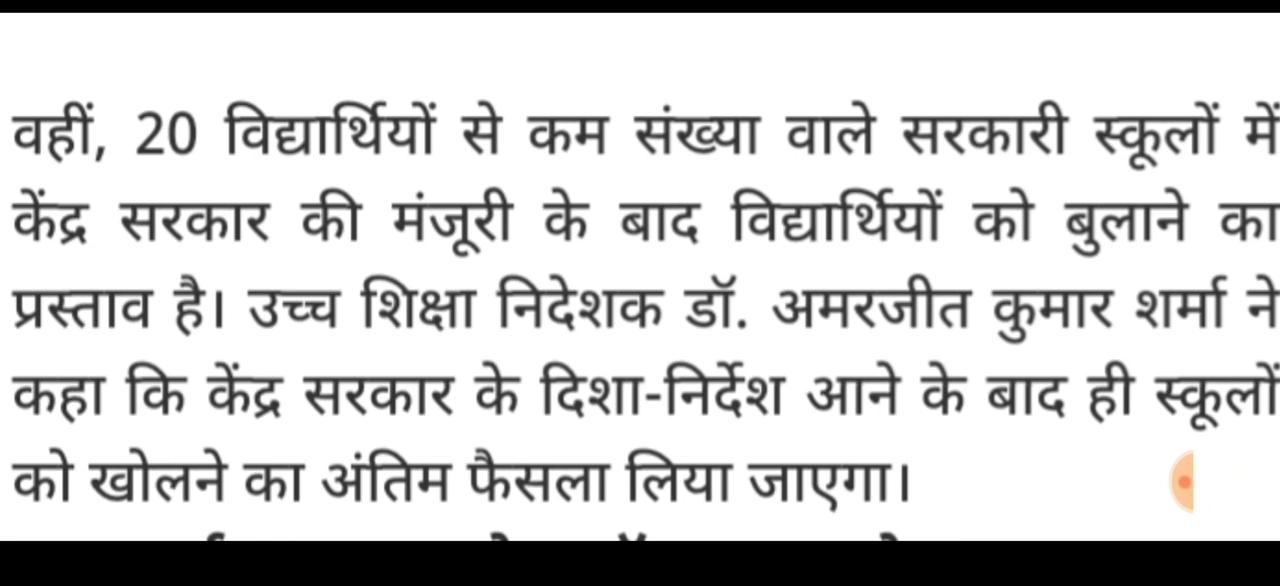 वहीं, 20 विद्यार्थियों से कम संख्या वाले सरकारी स्कूलों में
केंद्र सरकार की मंजूरी के बाद विद्यार्थियों को बुलाने का
प्रस्ताव है। उच्च शिक्षा निदेशक डॉ. अमरजीत कुमार शर्मा ने
कहा कि केंद्र सरकार के दिशा-निर्देश आने के बाद ही स्कूलों
को खोलने का अंतिम फैसला लिया जाएगा।